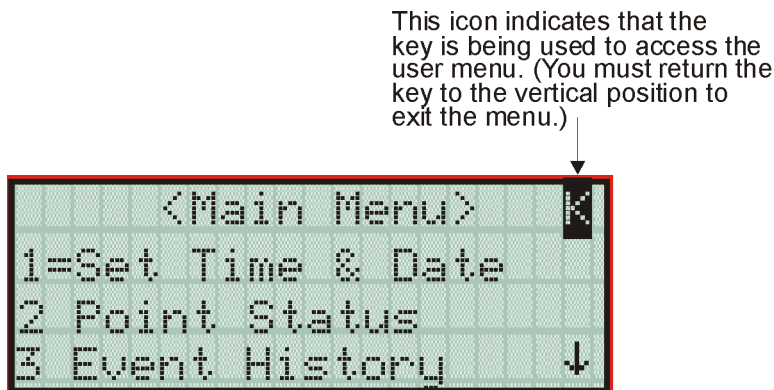 This icon indicates that the
key is being used to access the
user menu. (You must return the
key to the vertical position to
exit the menu.)
<Main Menu> K
1=Set Time & Date
2 Point Status
3 Event History ↓